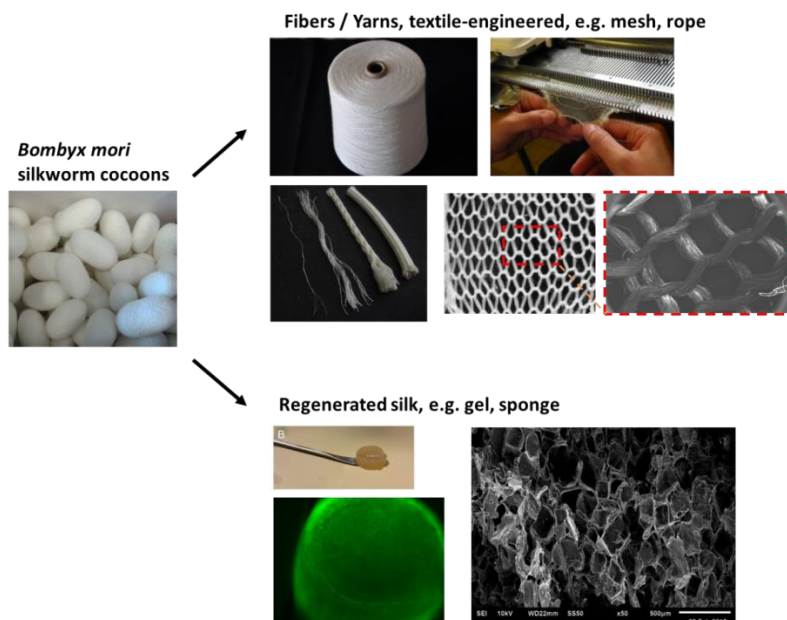 Fibers / Yarns, textile-engineered, e.g. mesh, rope
Bombyx mori
silkworm cocoons
Regenerated silk, e.g. gel, sponge
B
SEI 10kV WD22mm SS50 x50 500µm